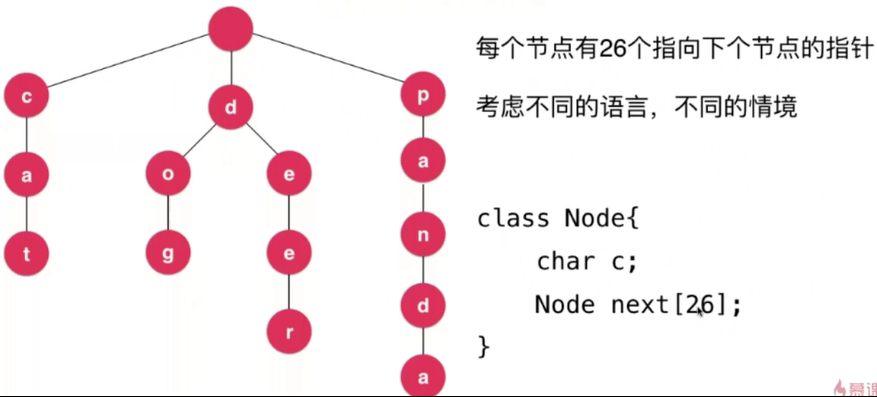 每个节点有26个指向下个节点的指针
考虑不同的语言，不同的情境
c
d
p
a
o
e
a
t
g
e
n
r
d
a
class Node{
char c;
Node next[26];
}
慕课